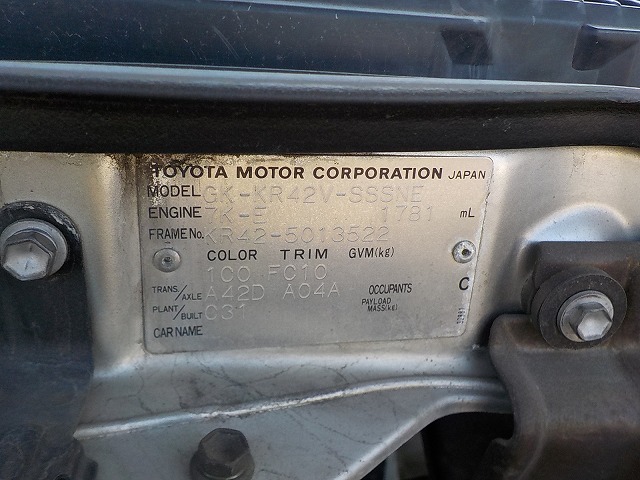 TOYOTA MOTOR CORPORATION JAPAN
MODEL GK-KR42V-SSSNE
ENGINE 7K-E 1781 mL
FRAME No. KR42-5013522
COLOR TRIM GVM(kg)
1C0 FC10
TRANS./AXLE A42D A04A OCCUPANTS C
PLANT/BUILT C31 PAYLOAD MASS(kg)
CAR NAME